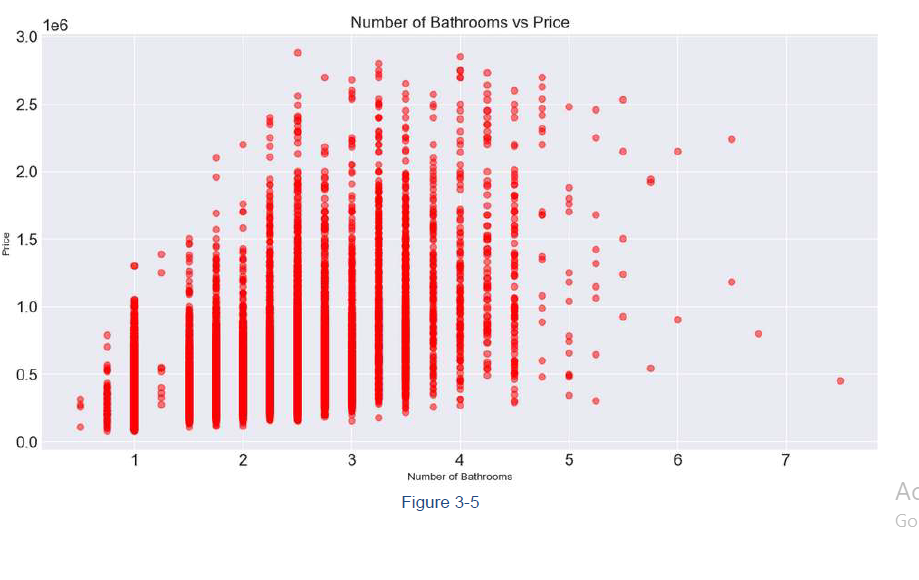 Number of Bathrooms vs Price
1e6
3.0
2.5
2.0
1.5
1.0
0.5
0.0
Price
1 2 3 4 5 6 7
Number of Bathrooms
Figure 3-5
Go